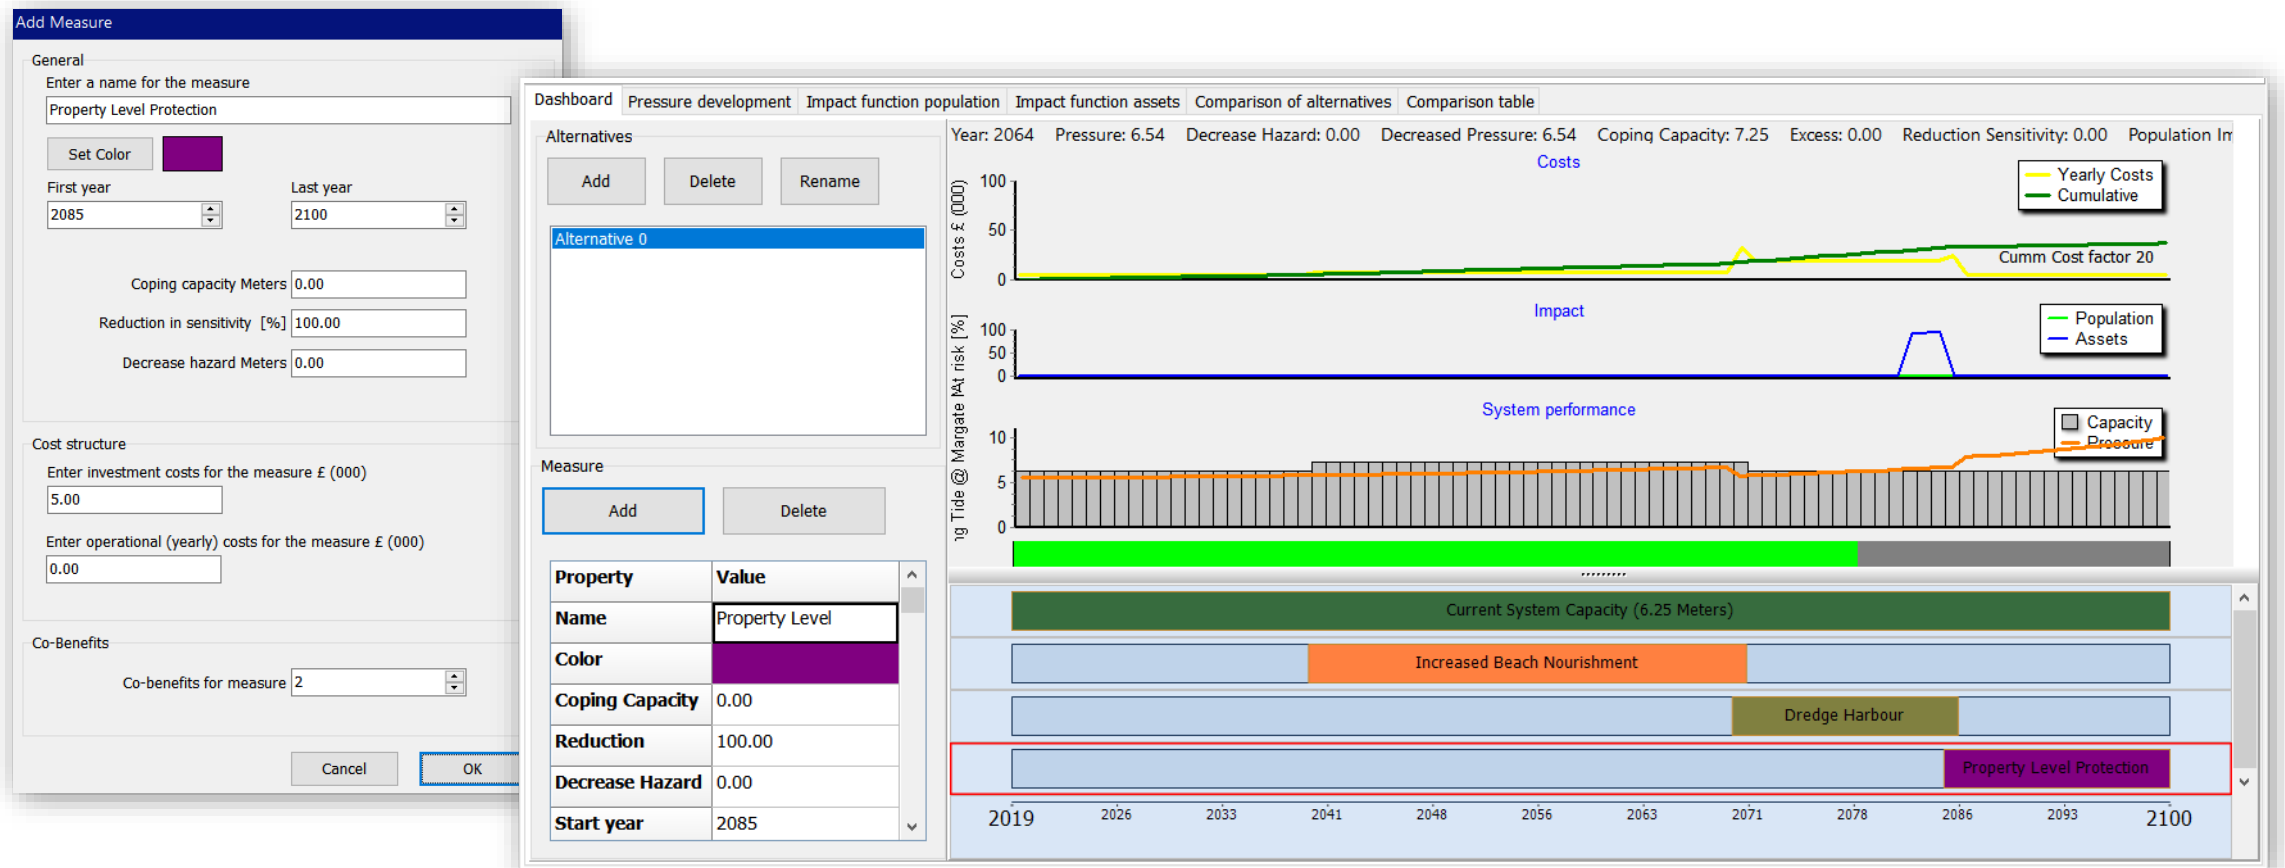 Add Measure
General
Enter a name for the measure
Property Level Protection
Set Color
First year
Last year
2085
2100
Coping capacity Meters 0.00
Reduction in sensitivity [%] 100.00
Decrease hazard Meters 0.00
Cost structure
Enter investment costs for the measure £ (000)
5.00
Enter operational (yearly) costs for the measure £ (000)
0.00
Co-Benefits
Co-benefits for measure 2
Cancel
OK
Dashboard Pressure development Impact function population Impact function assets Comparison of alternatives Comparison table
Alternatives
Add
Delete
Rename
Alternative 0
Measure
Add
Delete
Property Value
Name Property Level
Color
Coping Capacity 0.00
Reduction 100.00
Decrease Hazard 0.00
Start year 2085
Year: 2064 Pressure: 6.54 Decrease Hazard: 0.00 Decreased Pressure: 6.54 Coping Capacity: 7.25 Excess: 0.00 Reduction Sensitivity: 0.00 Population Im
Costs
Costs £ (000)
100
50
0
Yearly Costs
Cumulative
Cumm Cost factor 20
Impact
At risk [%]
100
50
0
Population
Assets
System performance
ng Tide @ Margate M
10
5
0
Capacity
Pressure
Current System Capacity (6.25 Meters)
Increased Beach Nourishment
Dredge Harbour
Property Level Protection
2019 2026 2033 2041 2048 2056 2063 2071 2078 2086 2093 2100